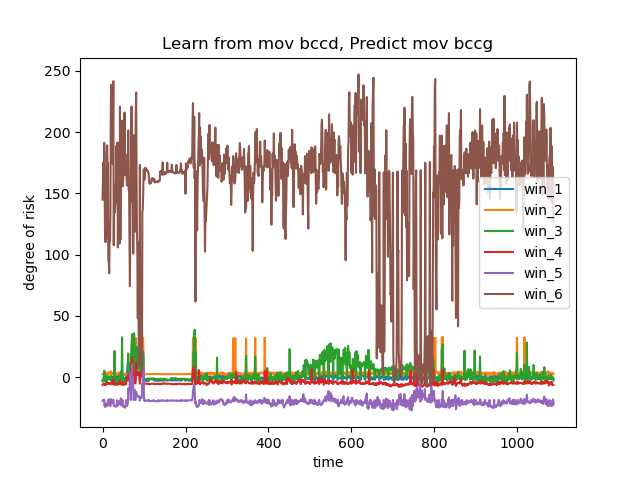 Learn from mov bccd, Predict mov bccg
degree of risk
250
200
150
100
50
0
0 200 400 600 800 1000
time
win_1
win_2
win_3
win_4
win_5
win_6